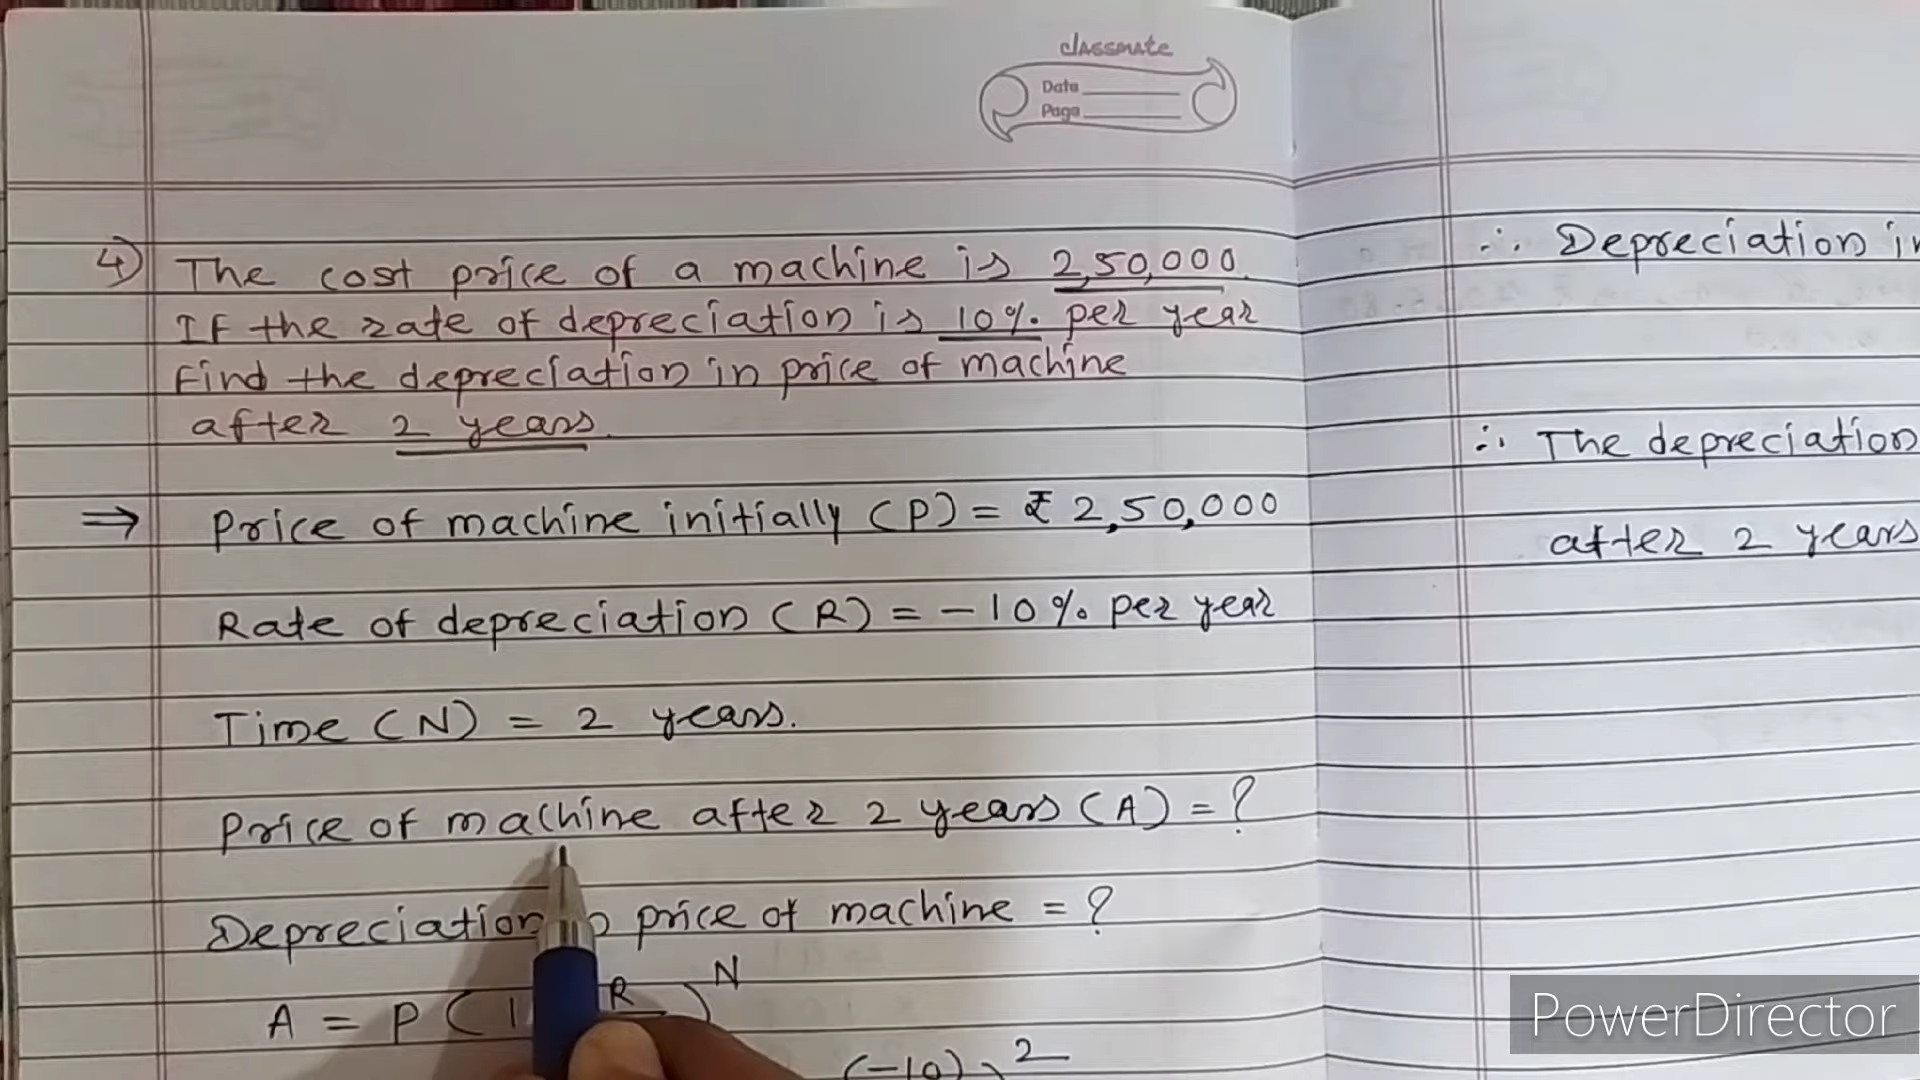 classmate
Date
Page
4) The cost price of a machine is 2,50,000.
If the rate of depreciation is 10%. per year
Find the depreciation in price of machine
after 2 years.
⇒ Price of machine initially (P) = ₹ 2,50,000
Rate of depreciation (R) = -10% per year
Time (N) = 2 years.
Price of machine after 2 years (A) = ?
Depreciation price of machine = ?
A = P ( 1 R ) N
(-10) 2
∴ Depreciation in
∴ The depreciation
after 2 years
PowerDirector